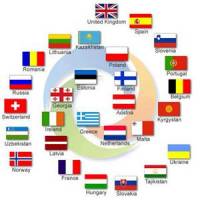 United Kingdom
Spain
Kazakhstan
Lithuania
Slovenia
Poland
Romania
Portugal
Estonia
Finland
Russia
Belgium
Georgia
Austria
Switzerland
Kyrgyzstan
Ireland
Greece
Uzbekistan
Netherlands
Malta
Latvia
Ukraine
Norway
France
Tajikistan
Hungary
Slovakia